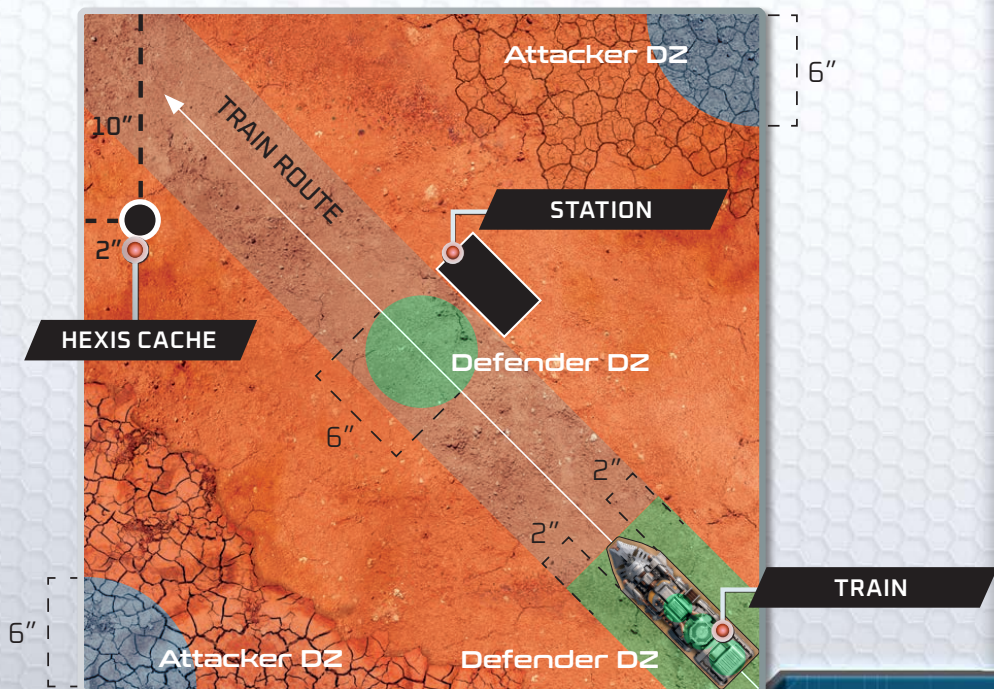 Attacker DZ
6”
10”
TRAIN ROUTE
STATION
2”
HEXIS CACHE
Defender DZ
6”
2”
2”
TRAIN
6”
Attacker DZ
Defender DZ